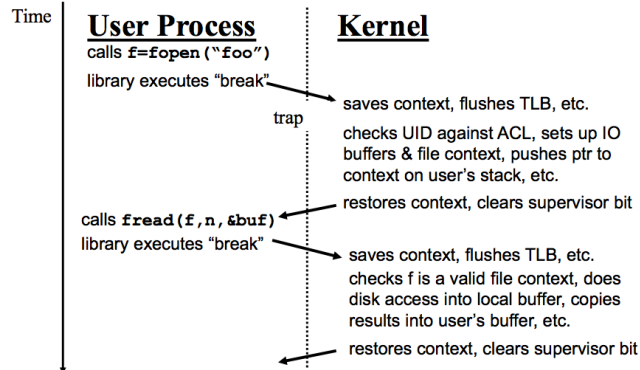 Time
User Process
Kernel
calls f=fopen(“foo”)
library executes “break”
saves context, flushes TLB, etc.
trap
checks UID against ACL, sets up IO
buffers & file context, pushes ptr to
context on user’s stack, etc.
restores context, clears supervisor bit
calls fread(f,n,&buf)
library executes “break”
saves context, flushes TLB, etc.
checks f is a valid file context, does
disk access into local buffer, copies
results into user’s buffer, etc.
restores context, clears supervisor bit